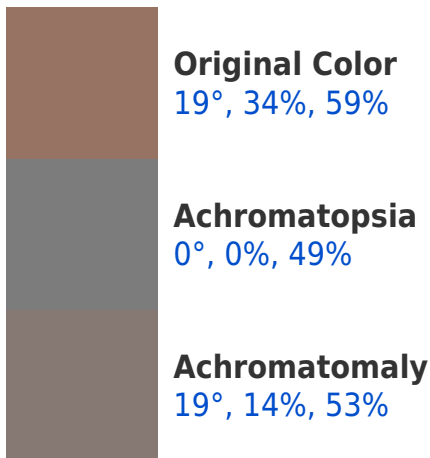 Original Color
19°, 34%, 59%
Achromatopsia
0°, 0%, 49%
Achromatomaly
19°, 14%, 53%